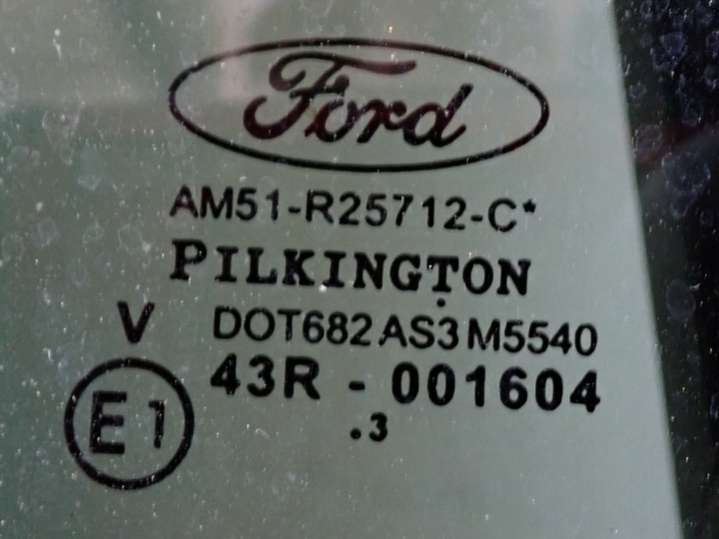 Ford
AM51-R25712-C*
PILKINGTON
V DOT682 AS3 M5540
E1 43R - 001604
.3